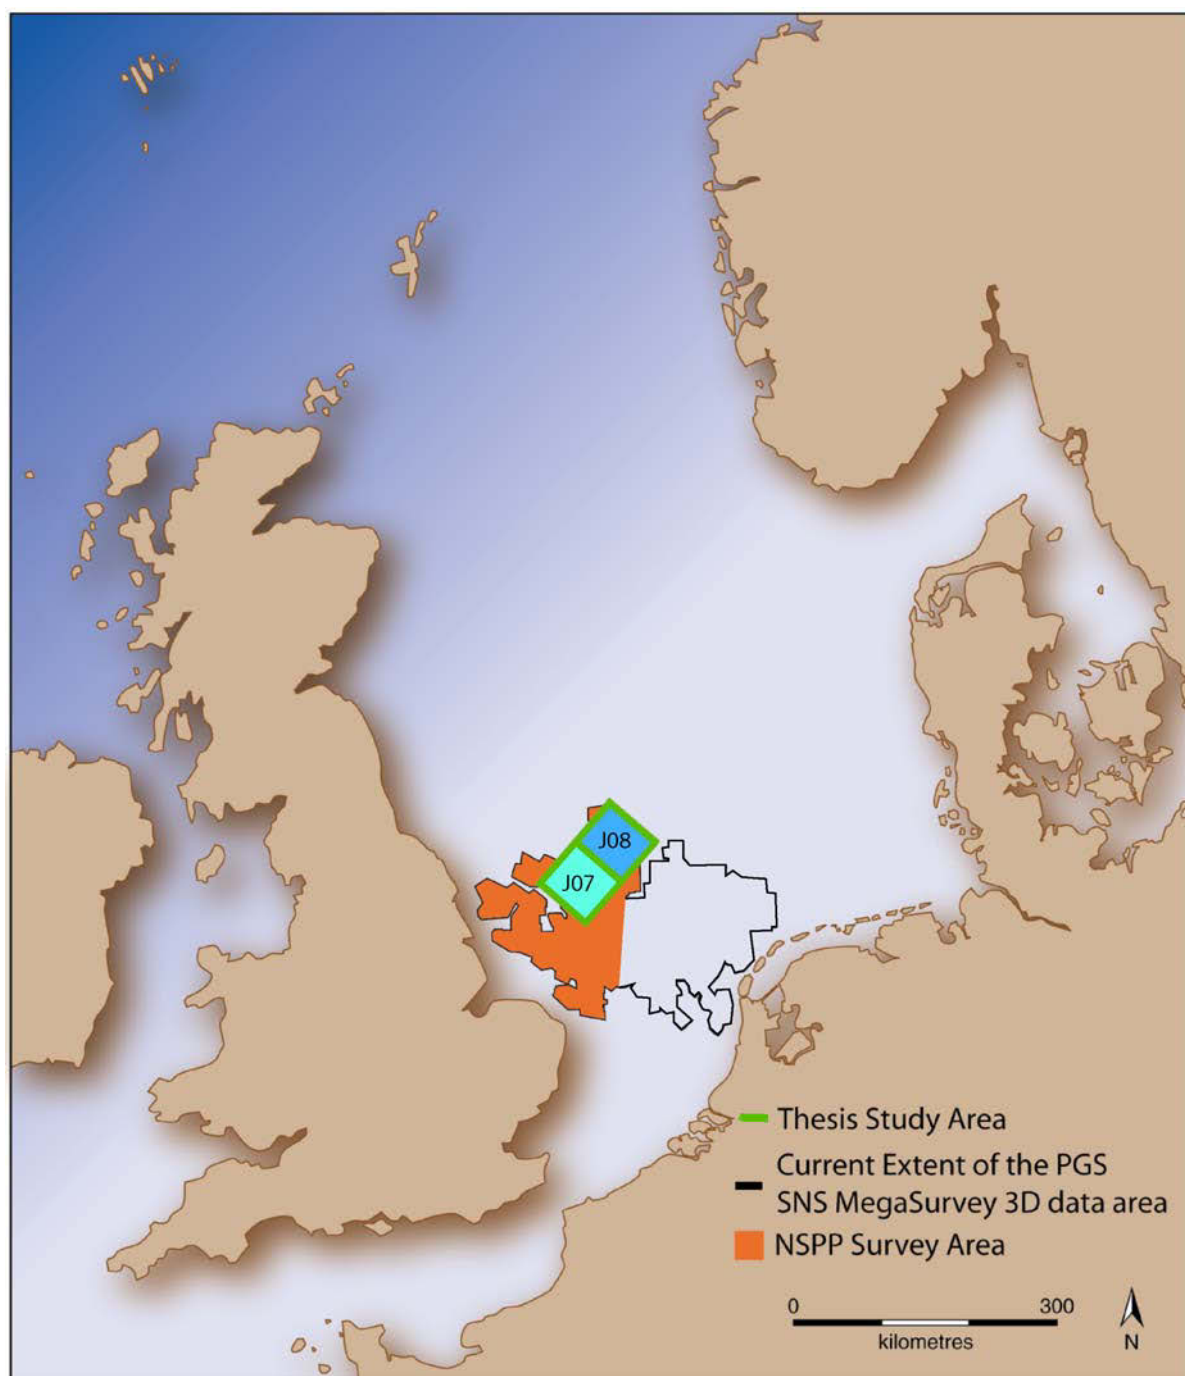 J08
J07
Thesis Study Area
Current Extent of the PGS
SNS MegaSurvey 3D data area
NSPP Survey Area
0 300
kilometres
N